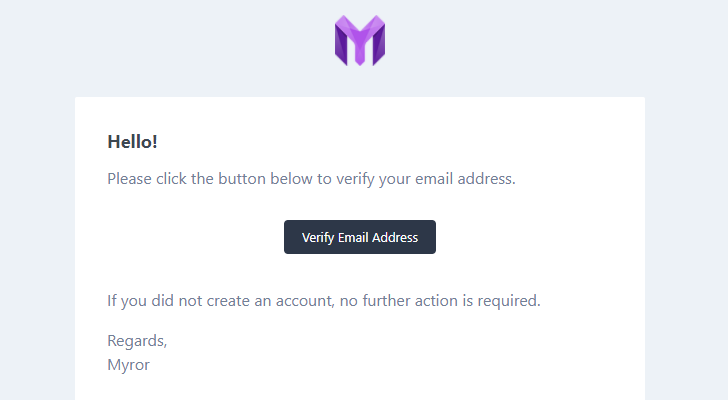 Hello!
Please click the button below to verify your email address.
Verify Email Address
If you did not create an account, no further action is required.
Regards,
Myror